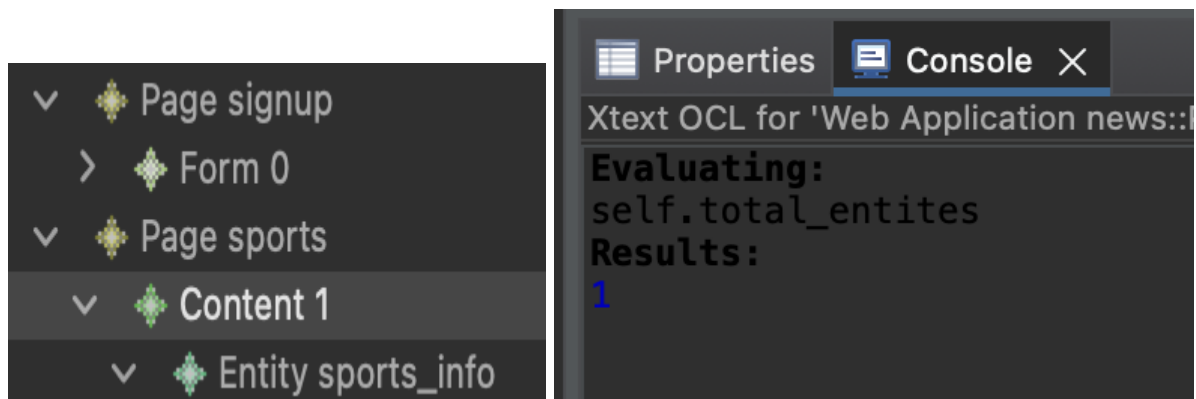 Page signup
Form 0
Page sports
Content 1
Entity sports_info
Properties
Console
Xtext OCL for 'Web Application news::
Evaluating:
self.total_entites
Results:
1